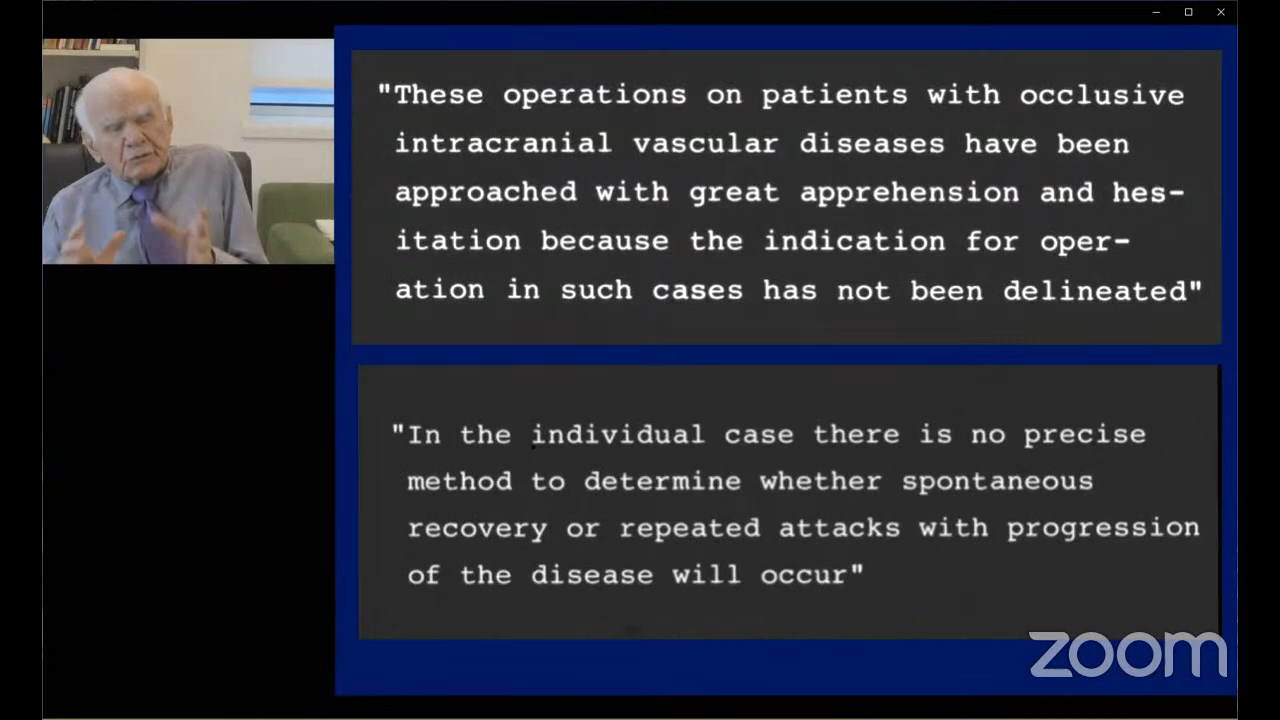 "These operations on patients with occlusive
intracranial vascular diseases have been
approached with great apprehension and hes-
itation because the indication for oper-
ation in such cases has not been delineated"
"In the individual case there is no precise
method to determine whether spontaneous
recovery or repeated attacks with progression
of the disease will occur"
zoom